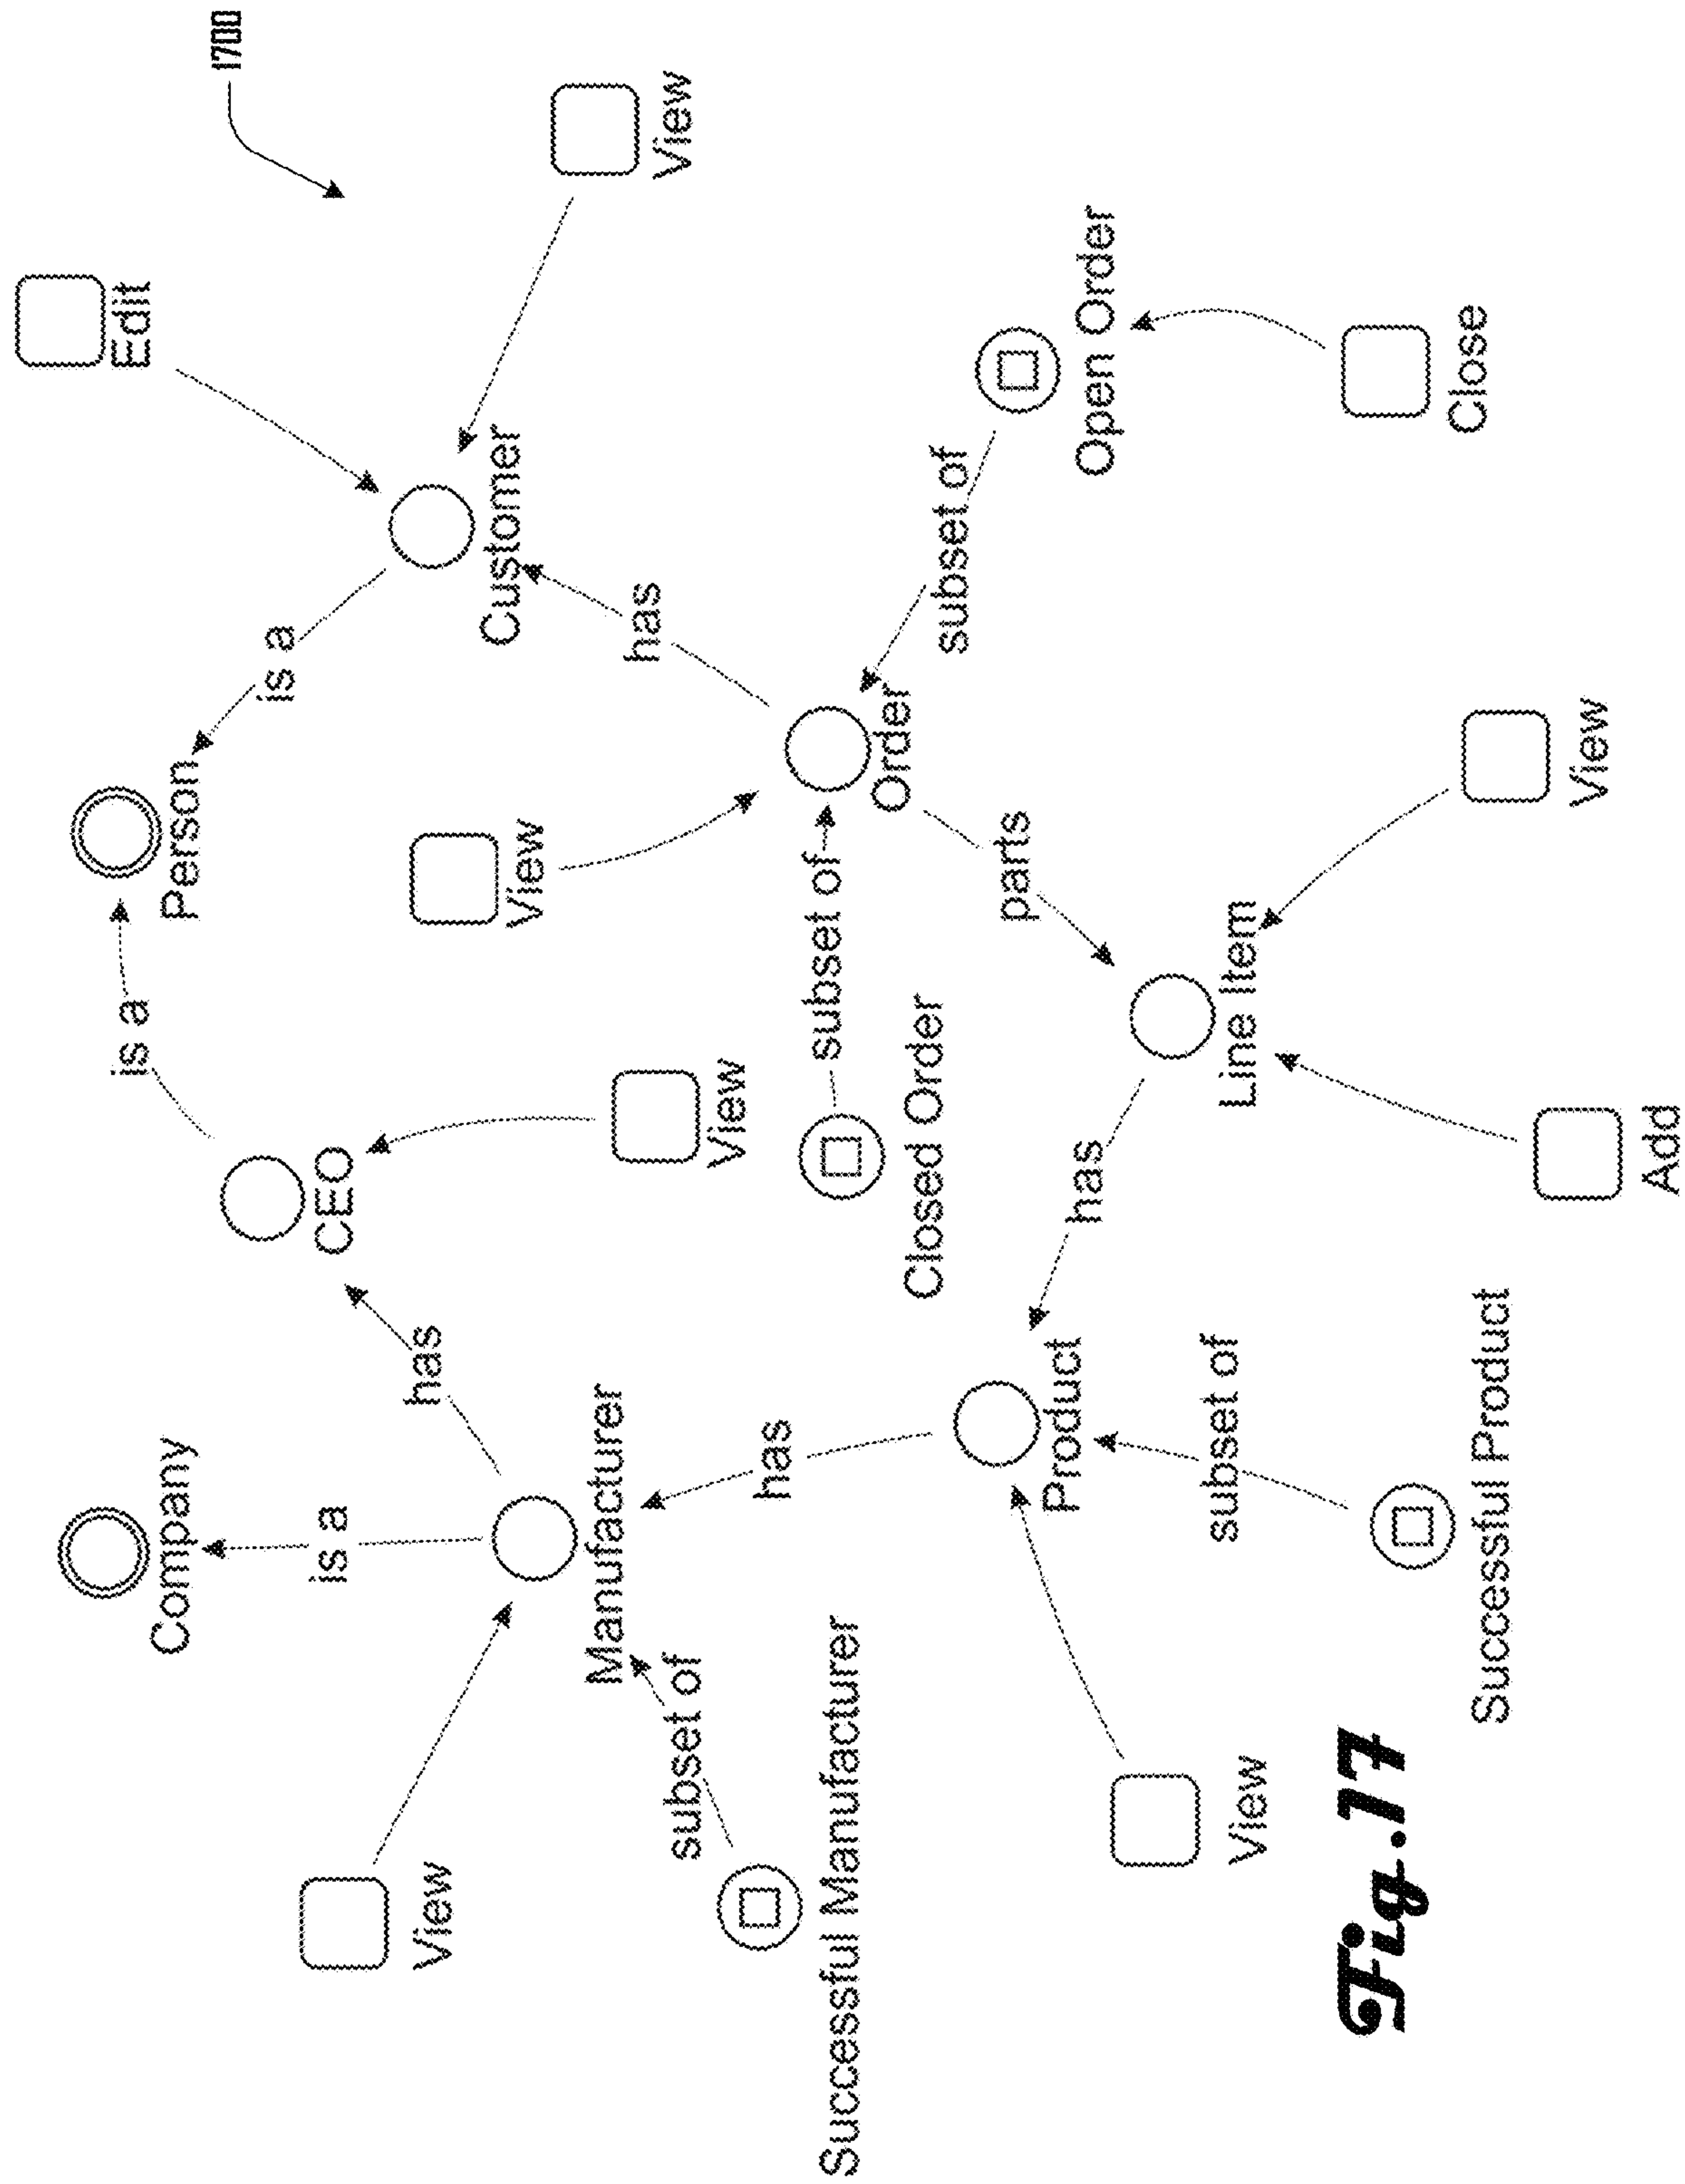 1700
Edit
is a
Company
Person
is a
is a
CEO
has
View
Customer
View
Manufacturer
has
View
subset of
View
has
subset of
Successful Manufacturer
Order
Closed Order
subset of
parts
Product
has
Open Order
subset of
Line Item
View
Close
Successful Product
View
Add
Fig.17